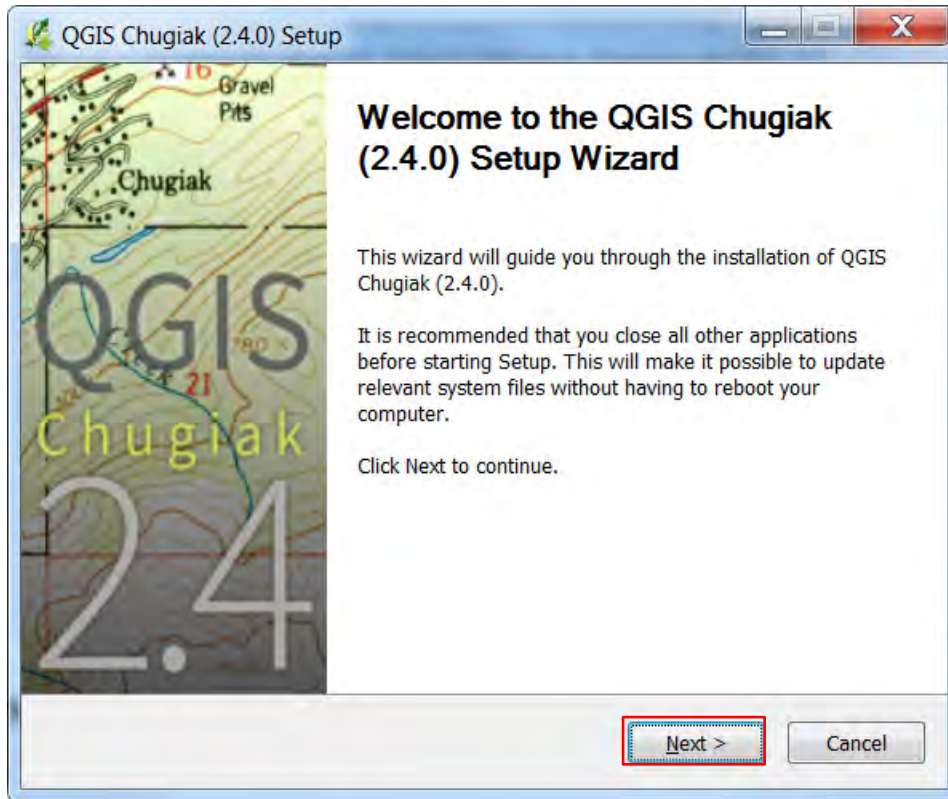 QGIS Chugiak (2.4.0) Setup
X
16
Gravel
Pits
Chugiak
QGIS
780
21
Chugiak
2.4
Welcome to the QGIS Chugiak
(2.4.0) Setup Wizard
This wizard will guide you through the installation of QGIS
Chugiak (2.4.0).
It is recommended that you close all other applications
before starting Setup. This will make it possible to update
relevant system files without having to reboot your
computer.
Click Next to continue.
Next >
Cancel